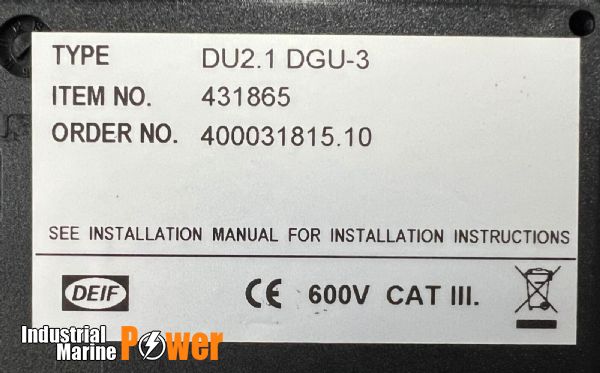 TYPE DU2.1 DGU-3
ITEM NO. 431865
ORDER NO. 400031815.10
SEE INSTALLATION MANUAL FOR INSTALLATION INSTRUCTIONS
DEIF CE 600V CAT III.
Industrial
Marine Power